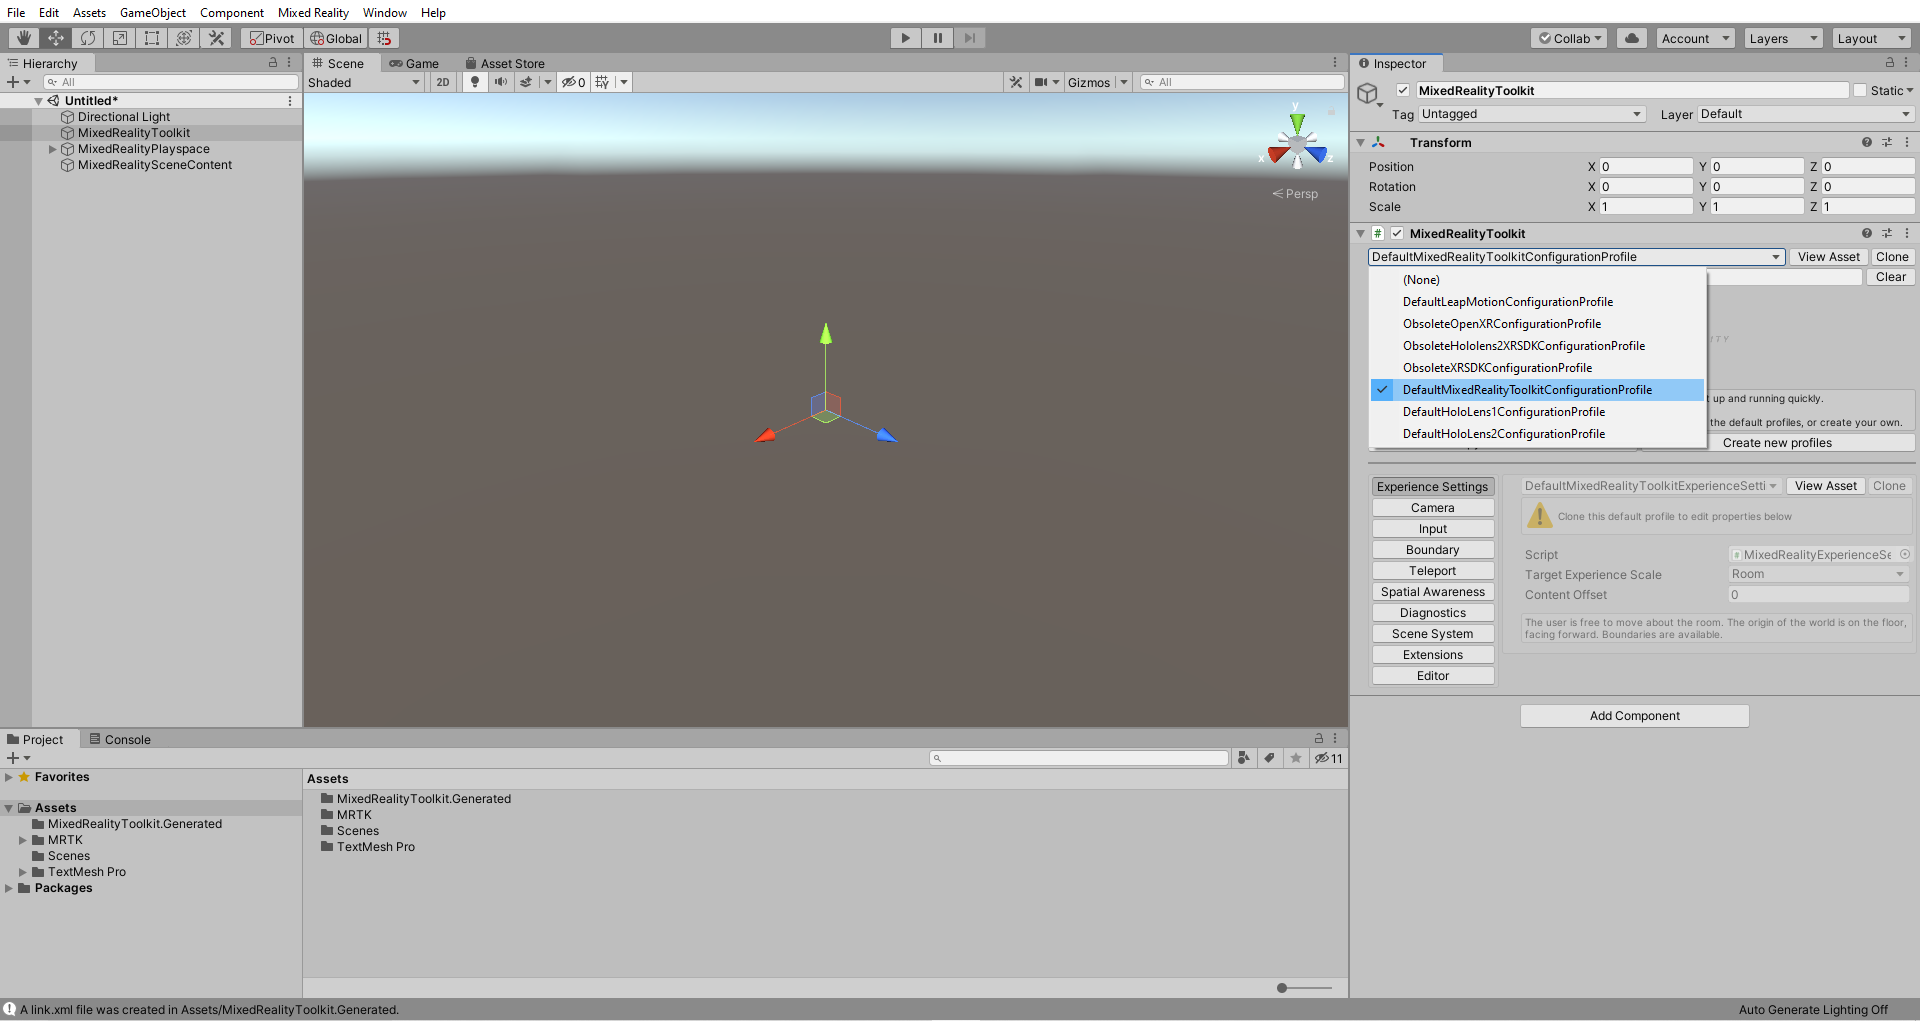 File Edit Assets GameObject Component Mixed Reality Window Help
Pivot Global Collab Account Layers Layout
Hierarchy
All
Untitled*
Directional Light
MixedRealityToolkit
MixedRealityPlayspace
MixedRealitySceneContent
Scene Game Asset Store
Shaded 2D 0 Gizmos All
y
x z
Persp
Inspector
MixedRealityToolkit Static
Tag Untagged Layer Default
Transform
Position X 0 Y 0 Z 0
Rotation X 0 Y 0 Z 0
Scale X 1 Y 1 Z 1
# MixedRealityToolkit
DefaultMixedRealityToolkitConfigurationProfile View Asset Clone
Clear
(None)
DefaultLeapMotionConfigurationProfile
ObsoleteOpenXRConfigurationProfile
ObsoleteHololens2XRSDKConfigurationProfile
ObsoleteXRSDKConfigurationProfile
DefaultMixedRealityToolkitConfigurationProfile
DefaultHoloLens1ConfigurationProfile
DefaultHoloLens2ConfigurationProfile
ITY
up and running quickly.
the default profiles, or create your own.
Create new profiles
Experience Settings
Camera
Input
Boundary
Teleport
Spatial Awareness
Diagnostics
Scene System
Extensions
Editor
DefaultMixedRealityToolkitExperienceSetti View Asset Clone
Clone this default profile to edit properties below
Script # MixedRealityExperienceSe
Target Experience Scale Room
Content Offset 0
The user is free to move about the room. The origin of the world is on the floor,
facing forward. Boundaries are available.
Add Component
Project Console
11
Favorites
Assets
MixedRealityToolkit.Generated
MRTK
Scenes
TextMesh Pro
Packages
Assets
MixedRealityToolkit.Generated
MRTK
Scenes
TextMesh Pro
A link.xml file was created in Assets/MixedRealityToolkit.Generated.
Auto Generate Lighting Off